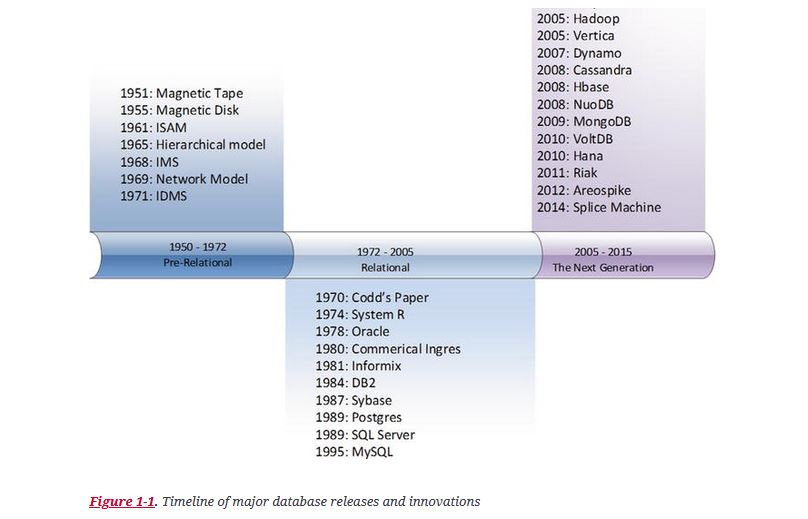 1951: Magnetic Tape
1955: Magnetic Disk
1961: ISAM
1965: Hierarchical model
1968: IMS
1969: Network Model
1971: IDMS
2005: Hadoop
2005: Vertica
2007: Dynamo
2008: Cassandra
2008: Hbase
2008: NuoDB
2009: MongoDB
2010: VoltDB
2010: Hana
2011: Riak
2012: Areospike
2014: Splice Machine
1950 - 1972
Pre-Relational
1972 - 2005
Relational
2005 - 2015
The Next Generation
1970: Codd's Paper
1974: System R
1978: Oracle
1980: Commerical Ingres
1981: Informix
1984: DB2
1987: Sybase
1989: Postgres
1989: SQL Server
1995: MySQL
Figure 1-1. Timeline of major database releases and innovations